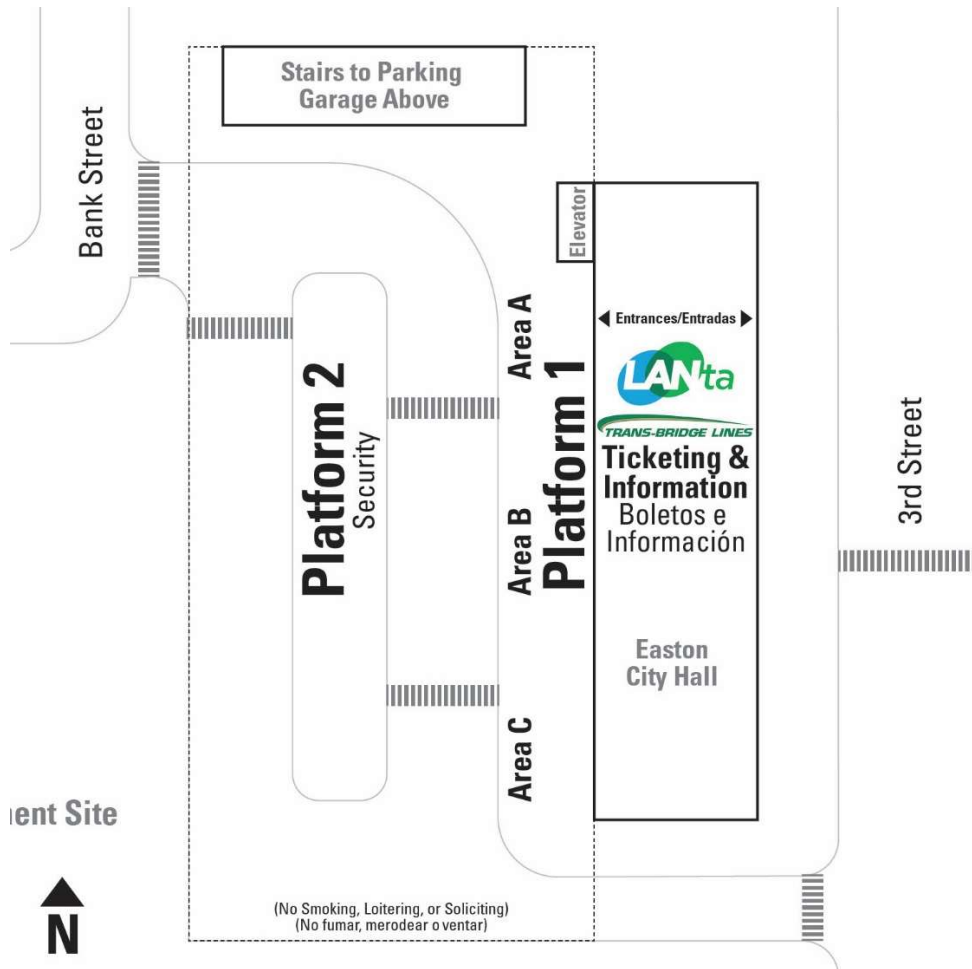 Stairs to Parking
Garage Above
Bank Street
Elevator
Area A
Entrances/Entradas
LANta
TRANS-BRIDGE LINES
Ticketing &
Information
Boletos e
Información
Platform 2
Security
Platform 1
Area B
3rd Street
Easton
City Hall
Area C
ent Site
(No Smoking, Loitering, or Soliciting)
(No fumar, merodear o ventar)
N